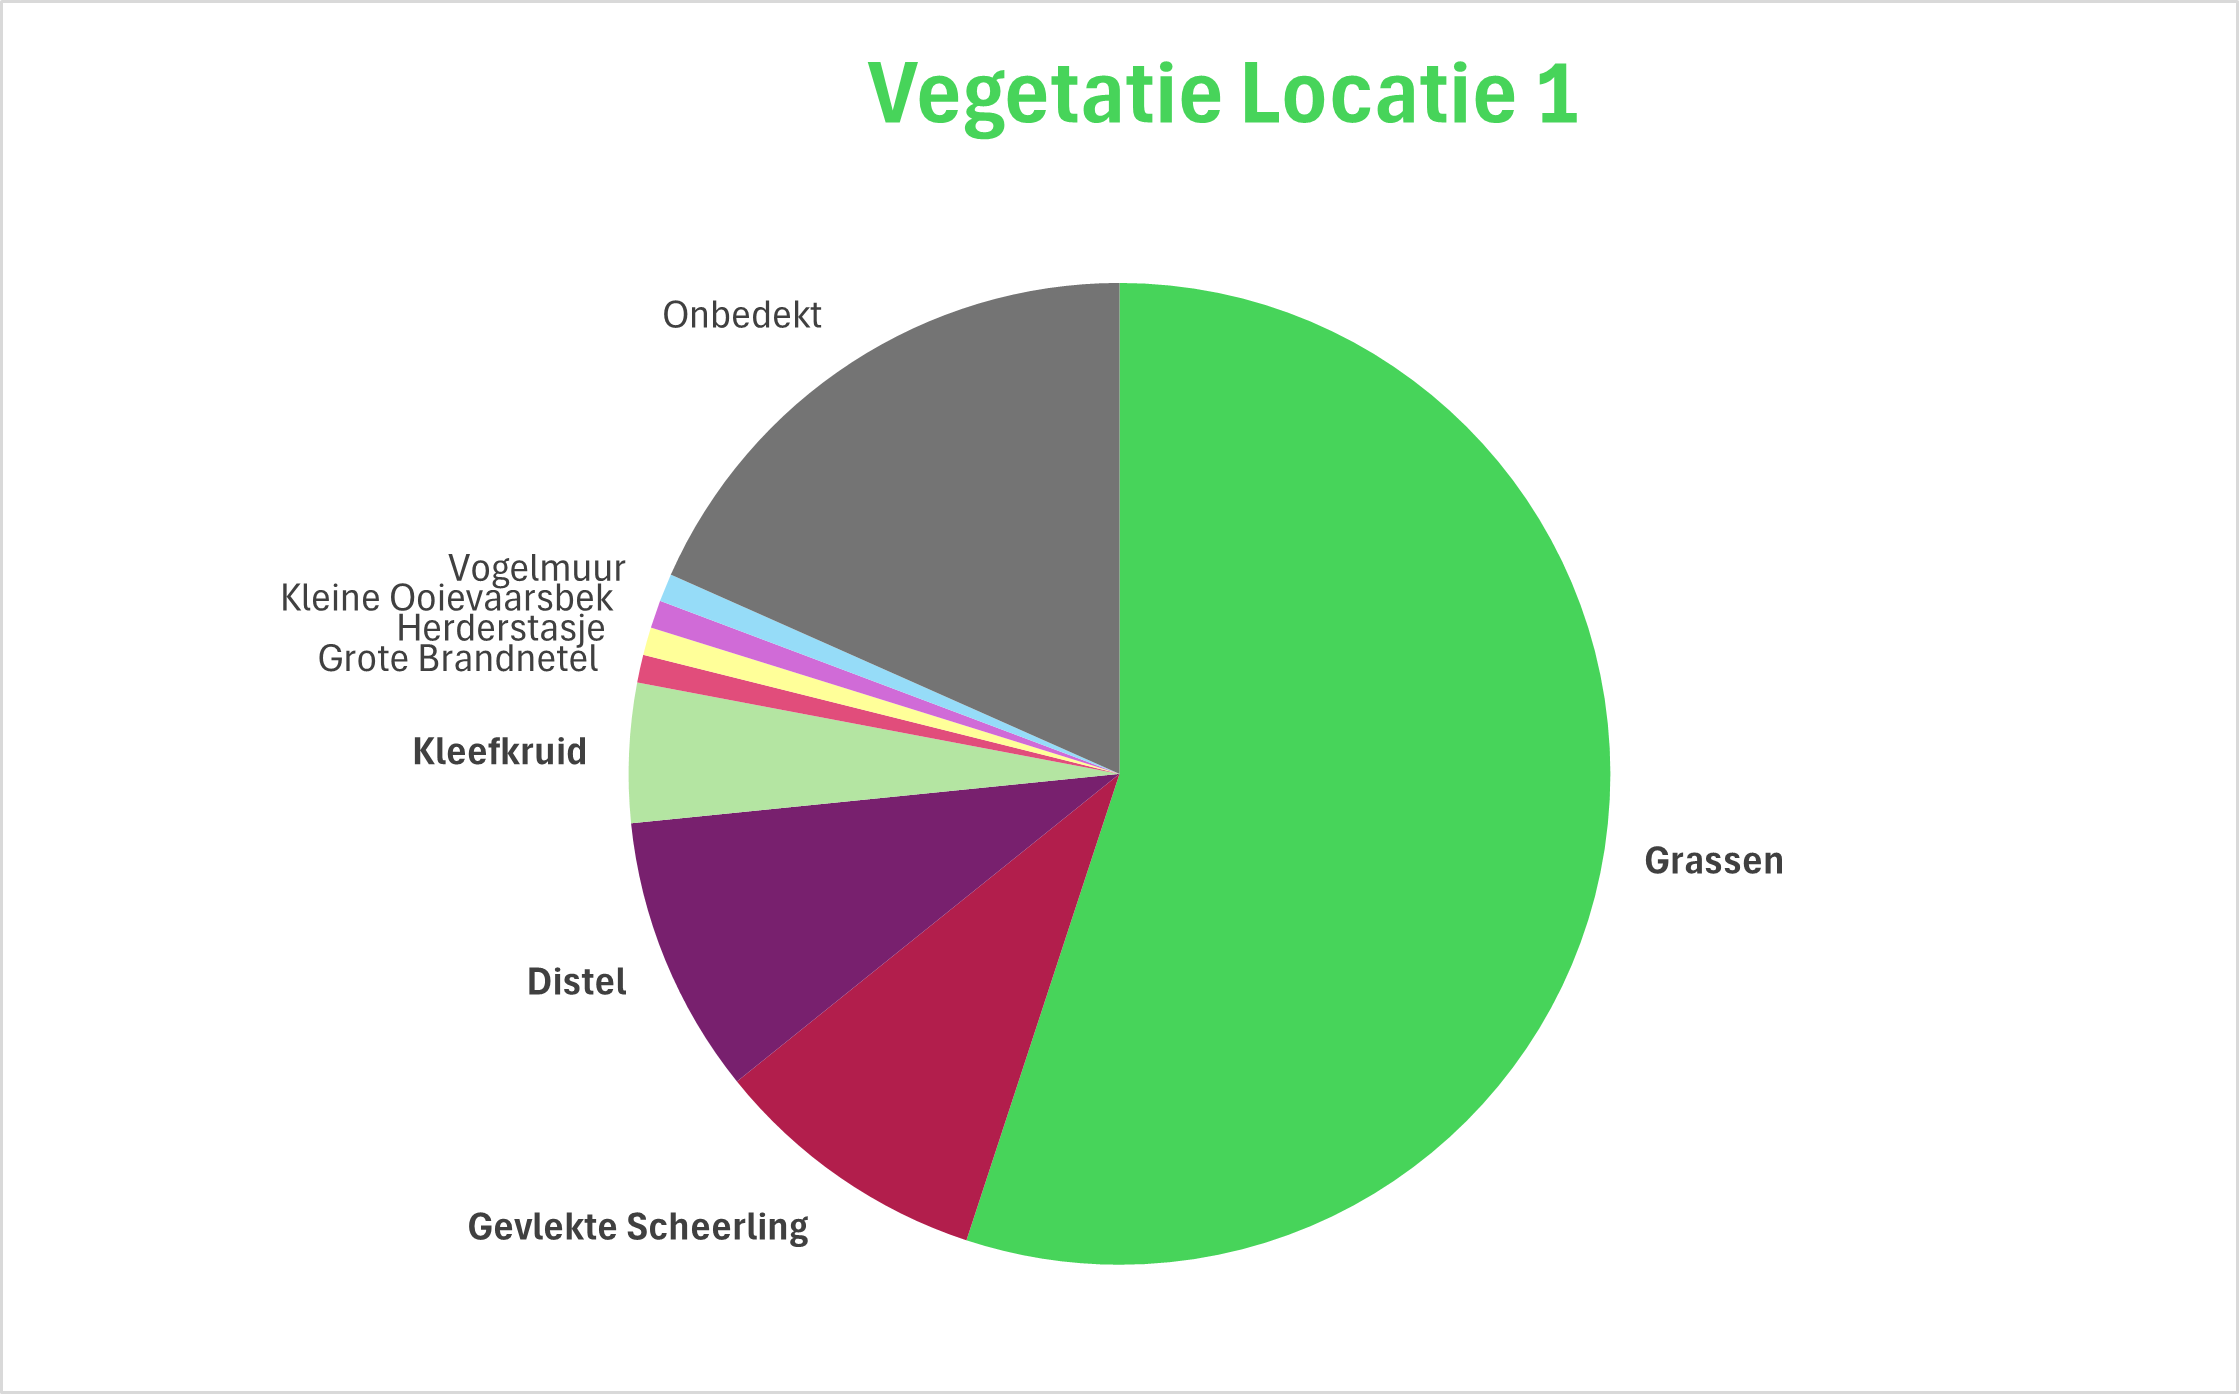 Vegetatie Locatie 1
Onbedekt
Vogelmuur
Kleine Ooievaarsbek
Herderstasje
Grote Brandnetel
Kleefkruid
Grassen
Distel
Gevlekte Scheerling